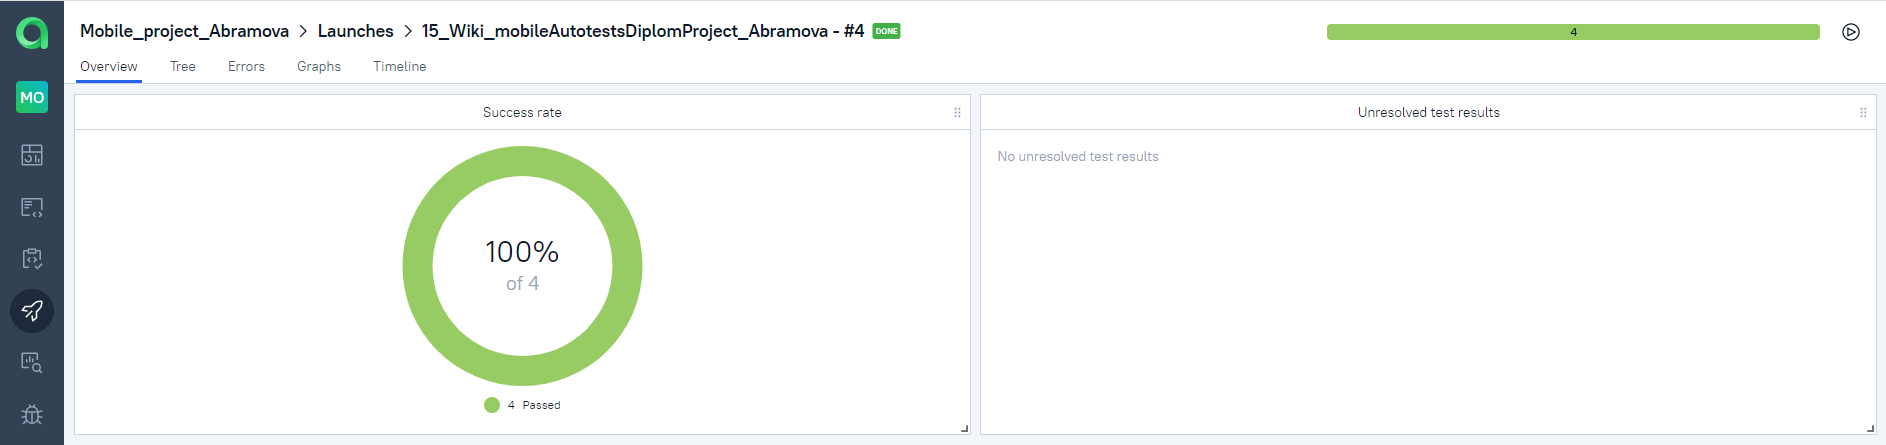 Mobile_project_Abramova > Launches > 15_Wiki_mobileAutotestsDiplomProject_Abramova - #4 DONE
4
MO
Overview Tree Errors Graphs Timeline
Success rate
100%
of 4
4 Passed
Unresolved test results
No unresolved test results